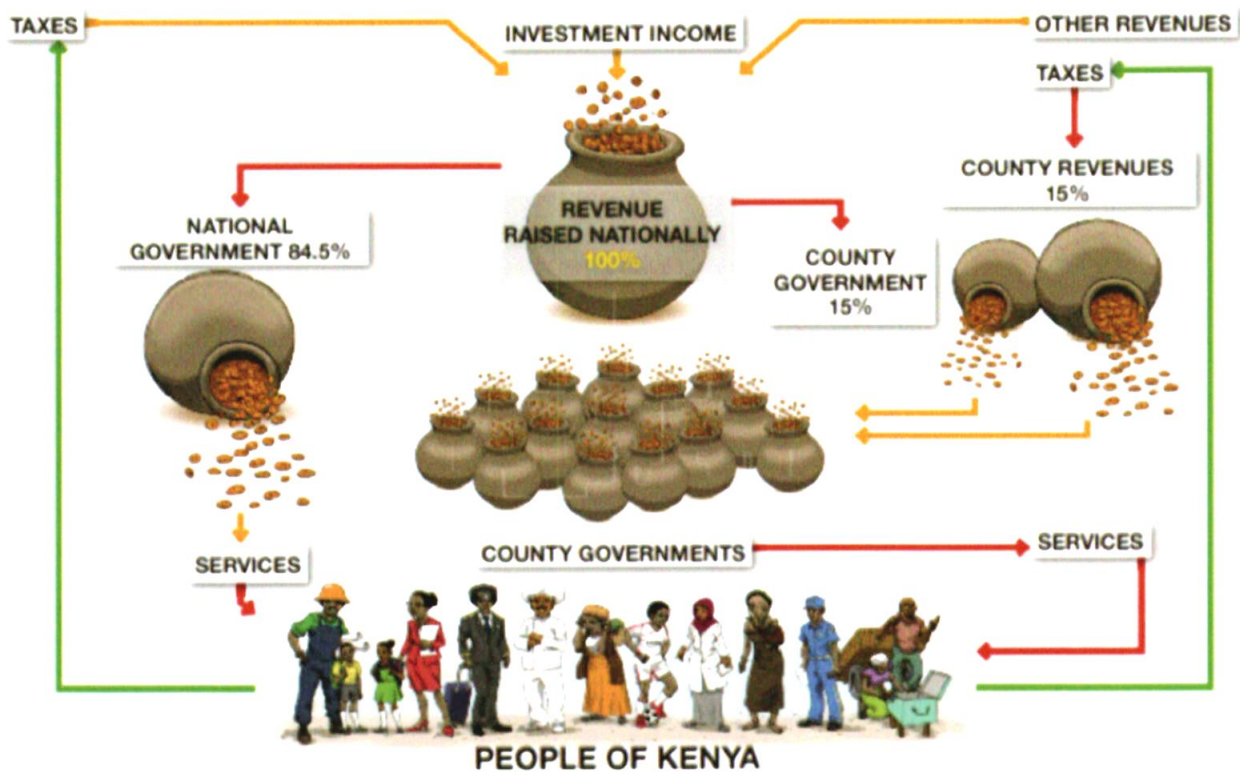 TAXES
INVESTMENT INCOME
OTHER REVENUES
TAXES
COUNTY REVENUES
15%
NATIONAL
GOVERNMENT 84.5%
REVENUE
RAISED NATIONALLY
100%
COUNTY
GOVERNMENT
15%
SERVICES
COUNTY GOVERNMENTS
SERVICES
PEOPLE OF KENYA